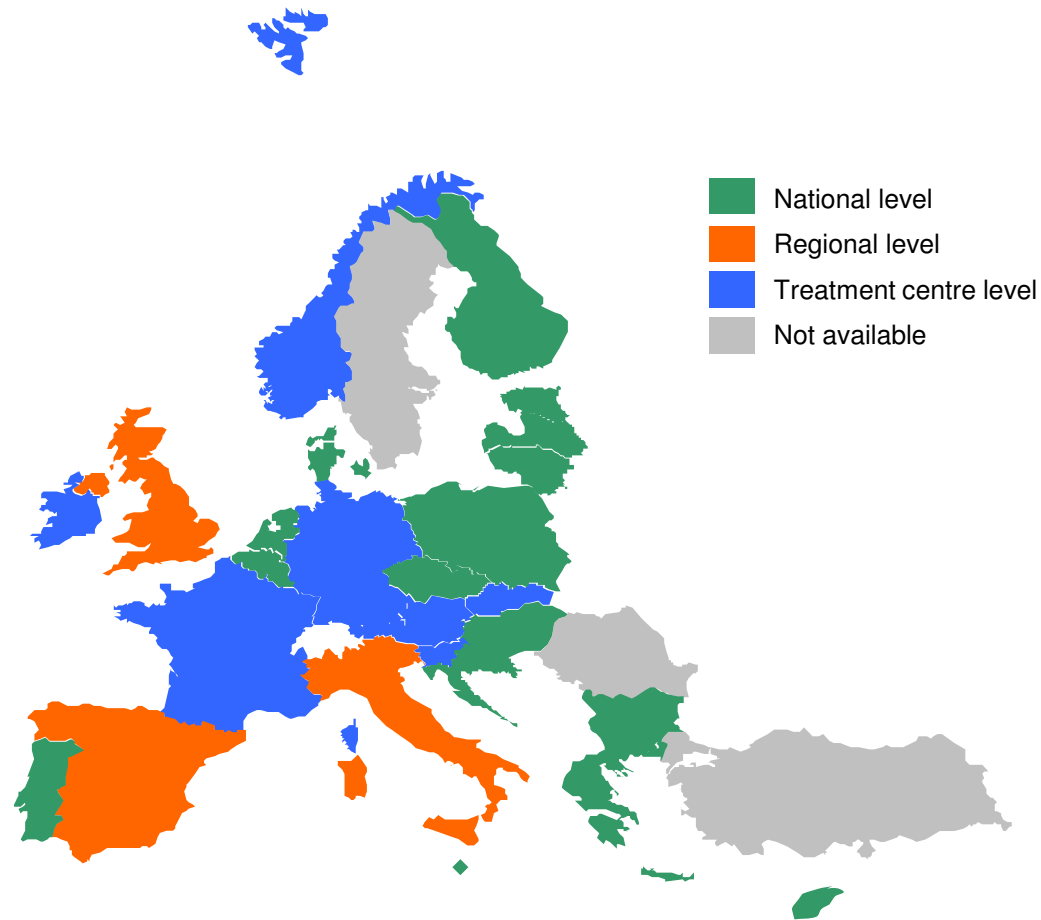 National level
Regional level
Treatment centre level
Not available